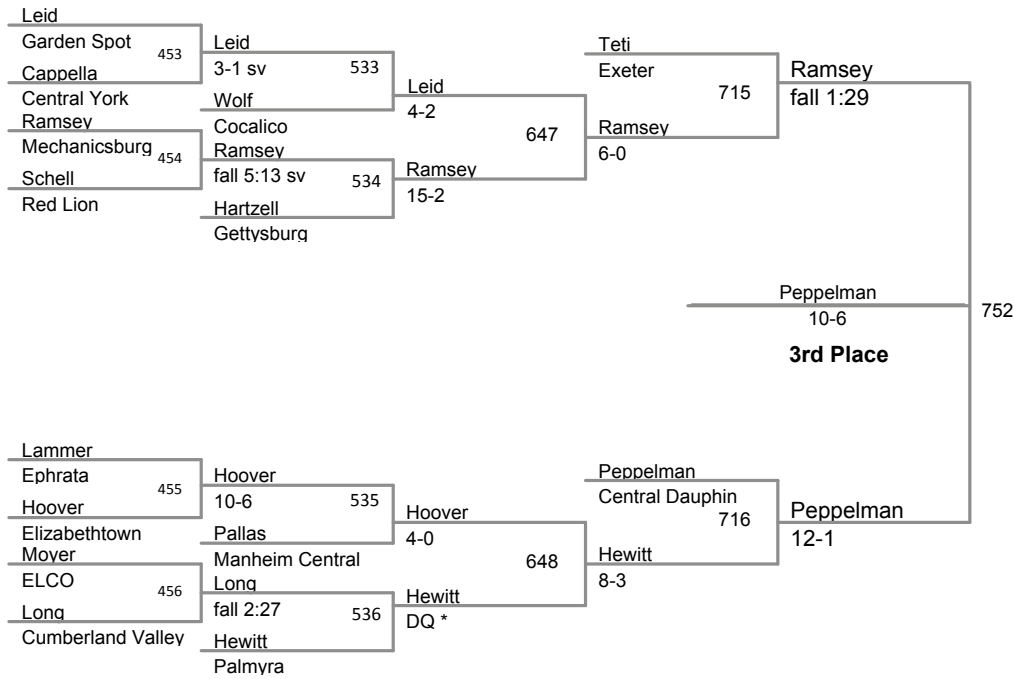 Leid
Garden Spot
453
Cappella
Central York
Ramsey
Mechanicsburg
454
Schell
Red Lion
Leid
3-1 sv
533
Wolf
Cocalico
Ramsey
fall 5:13 sv
534
Hartzell
Gettysburg
Leid
4-2
647
Ramsey
15-2
Teti
Exeter
715
Ramsey
6-0
Ramsey
fall 1:29
Peppelman
10-6
752
3rd Place
Lammer
Ephrata
455
Hoover
Elizabethtown
Moyer
ELCO
456
Long
Cumberland Valley
Hoover
10-6
535
Pallas
Manheim Central
Long
fall 2:27
536
Hewitt
Palmyra
Hoover
4-0
648
Hewitt
DQ *
Peppelman
Central Dauphin
716
Hewitt
8-3
Peppelman
12-1